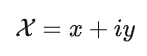 𝒳 = x + iy